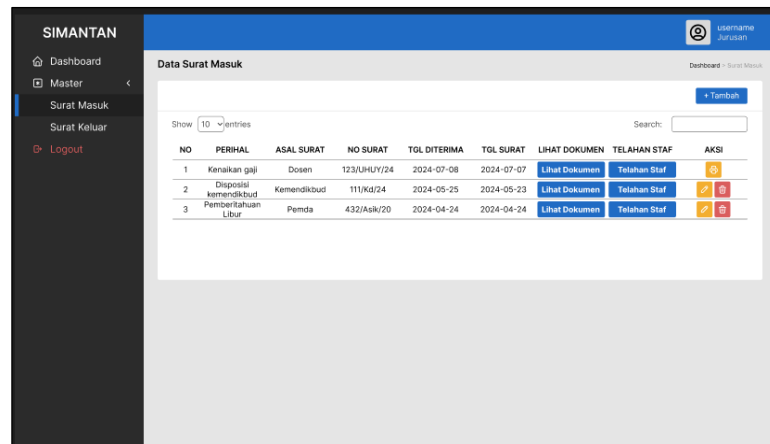 SIMANTAN
username
Jurusan
Dashboard
Master
Surat Masuk
Surat Keluar
Logout
Data Surat Masuk
Dashboard > Surat Masuk
+ Tambah
Show 10 entries
Search:
NO PERIHAL ASAL SURAT NO SURAT TGL DITERIMA TGL SURAT LIHAT DOKUMEN TELAHAN STAF AKSI
1 Kenaikan gaji Dosen 123/UHUY/24 2024-07-08 2024-07-07 Lihat Dokumen Telahan Staf
2 Disposisi kemendikbud Kemendikbud 111/Kd/24 2024-05-25 2024-05-23 Lihat Dokumen Telahan Staf
3 Pemberitahuan Libur Pemda 432/Asik/20 2024-04-24 2024-04-24 Lihat Dokumen Telahan Staf